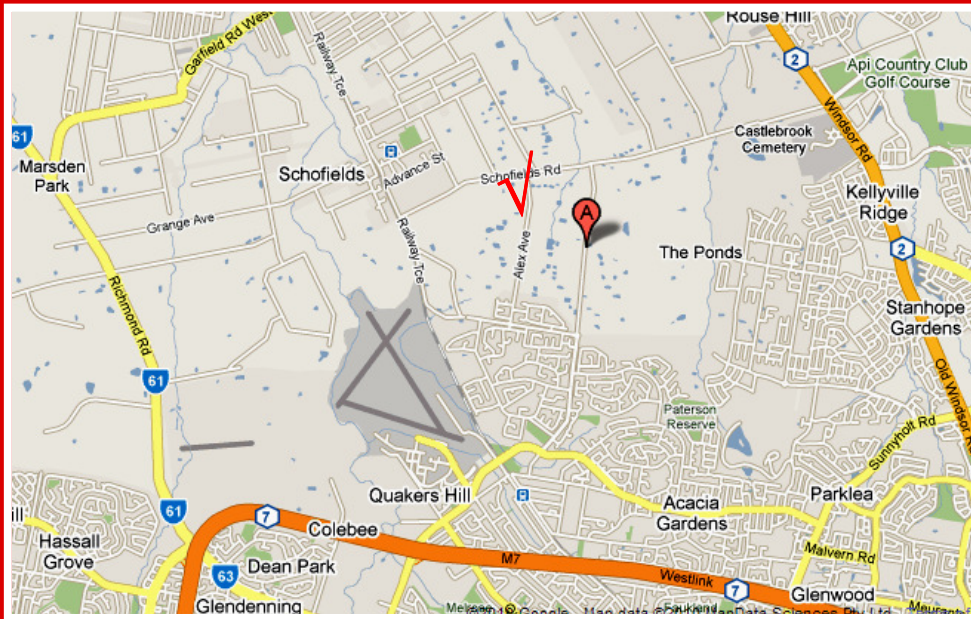 Rouse Hill
Garfield Rd West
Railway Tce
2
Api Country Club
Golf Course
61
Windsor Rd
Castlebrook
Cemetery
Marsden
Park
Schofields
Advance St
Schofields Rd
Kellyville
Ridge
Grange Ave
A
Railway Tce
Alex Ave
The Ponds
2
Richmond Rd
Stanhope
Gardens
61
Old Windsor Rd
Paterson
Reserve
Sunnyholt Rd
Quakers Hill
Acacia
Gardens
Parklea
61
7
ill
Colebee
Hassall
Grove
Dean Park
M7
Malvern Rd
63
Westlink
7
Glendenning
Glenwood